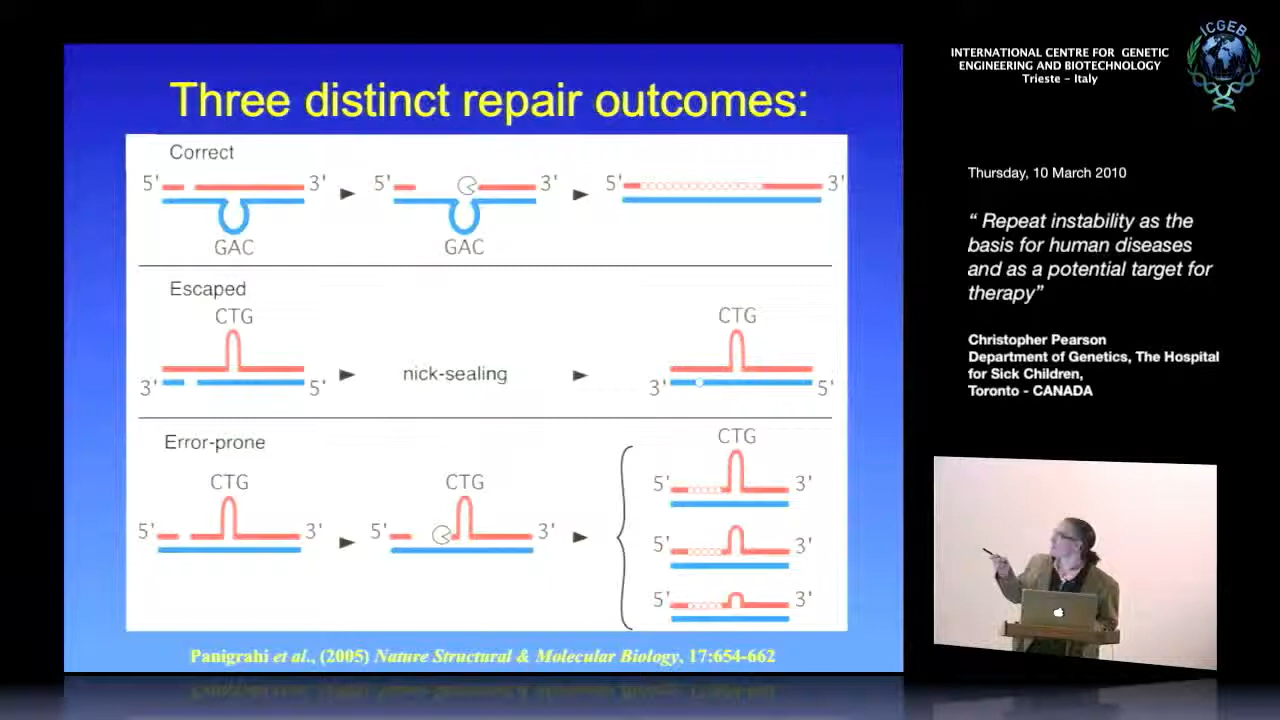 Three distinct repair outcomes:
Correct
5' 3' 5' 3' 5' 3'
GAC GAC
Escaped
CTG CTG
nick-sealing
3' 5' 3' 5'
Error-prone
CTG
CTG CTG
5' 3'
5' 3' 5' 3'
5' 3'
5' 3'
Panigrahi et al., (2005) Nature Structural & Molecular Biology, 17:654-662
INTERNATIONAL CENTRE FOR GENETIC
ENGINEERING AND BIOTECHNOLOGY
Trieste - Italy
ICGEB
Thursday, 10 March 2010
“ Repeat instability as the
basis for human diseases
and as a potential target for
therapy”
Christopher Pearson
Department of Genetics, The Hospital
for Sick Children,
Toronto - CANADA